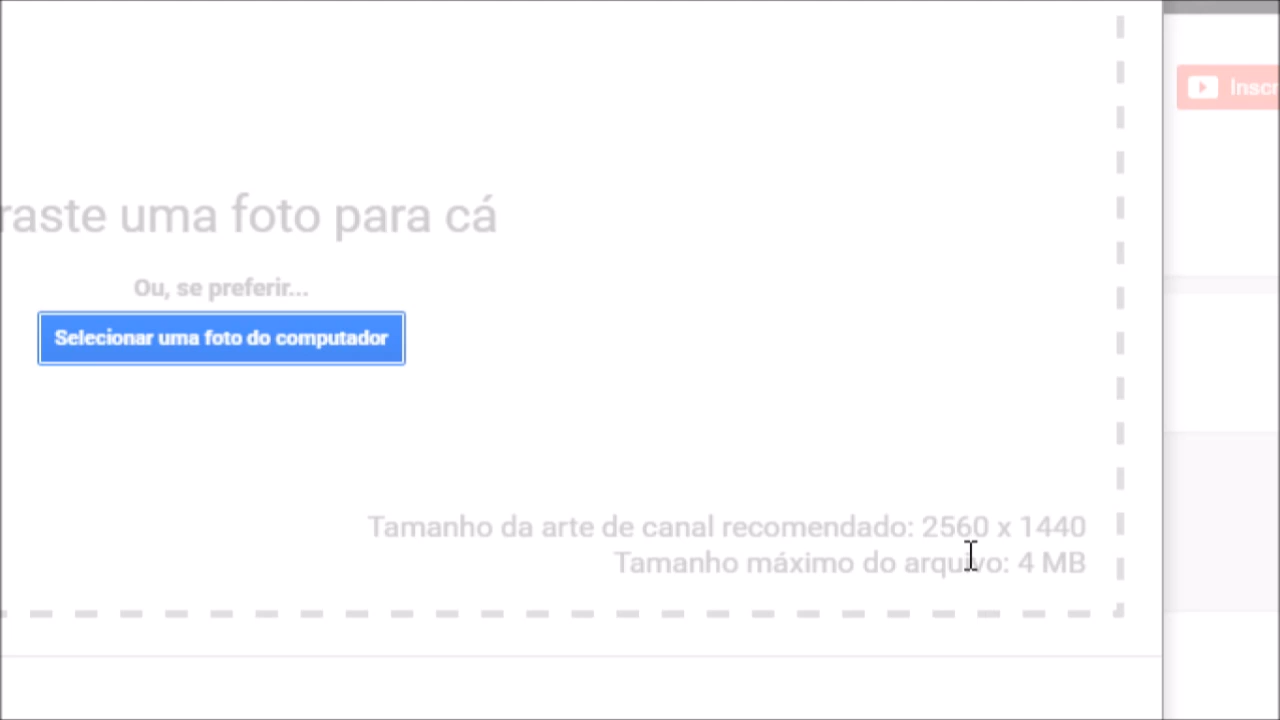 Inscr
raste uma foto para cá
Ou, se preferir...
Selecionar uma foto do computador
Tamanho da arte de canal recomendado: 2560 x 1440
Tamanho máximo do arquivo: 4 MB